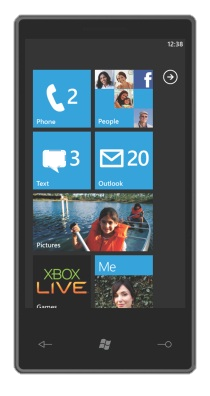 12:38
2
Phone
f
People
3
Text
20
Outlook
Pictures
XBOX
LIVE
Games
Me